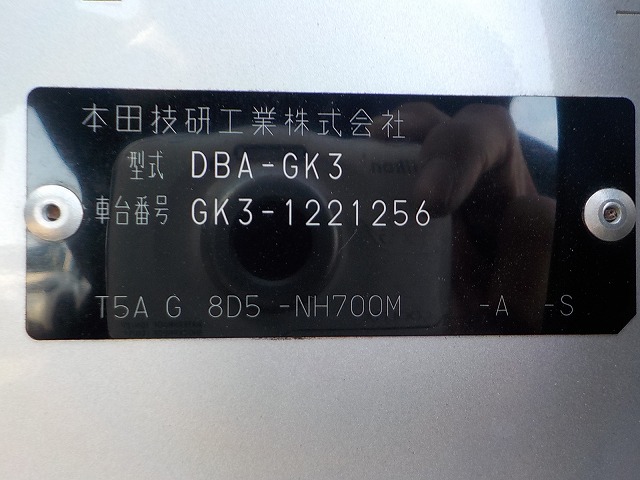 本田技研工業株式会社
型式 DBA-GK3
車台番号 GK3-1221256
T5A G 8D5 -NH700M -A -S
Nikon